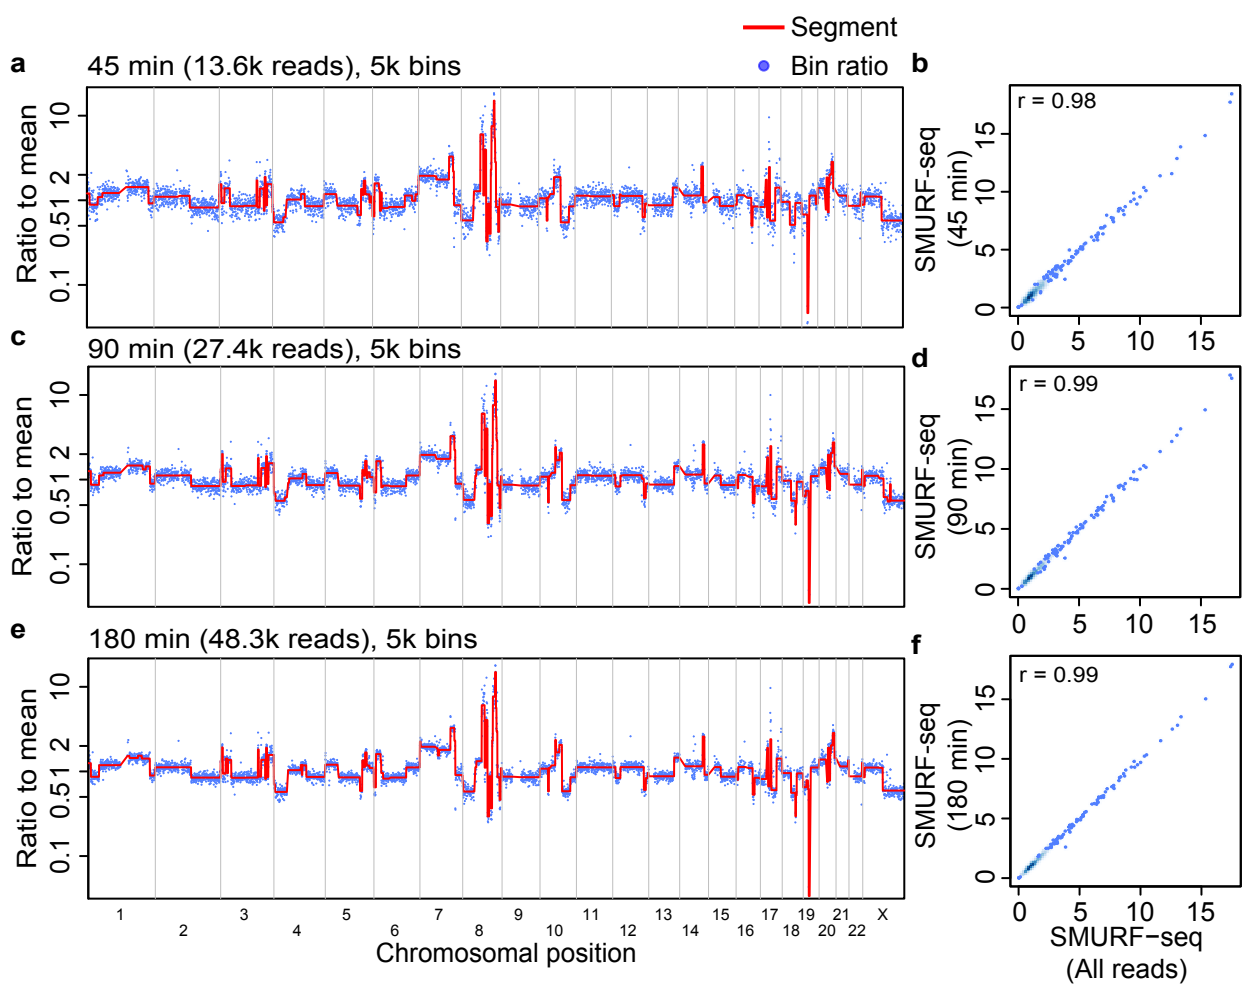 Segment
Bin ratio
a
45 min (13.6k reads), 5k bins
Ratio to mean
10
2
1
0.5
0.1
b
r = 0.98
SMURF-seq
(45 min)
15
10
5
0
0 5 10 15
c
90 min (27.4k reads), 5k bins
Ratio to mean
10
2
1
0.5
0.1
d
r = 0.99
SMURF-seq
(90 min)
15
10
5
0
0 5 10 15
e
180 min (48.3k reads), 5k bins
Ratio to mean
10
2
1
0.5
0.1
1 2 3 4 5 6 7 8 9 10 11 12 13 14 15 16 17 18 19 20 21 22 X
Chromosomal position
f
r = 0.99
SMURF-seq
(180 min)
15
10
5
0
0 5 10 15
SMURF−seq
(All reads)